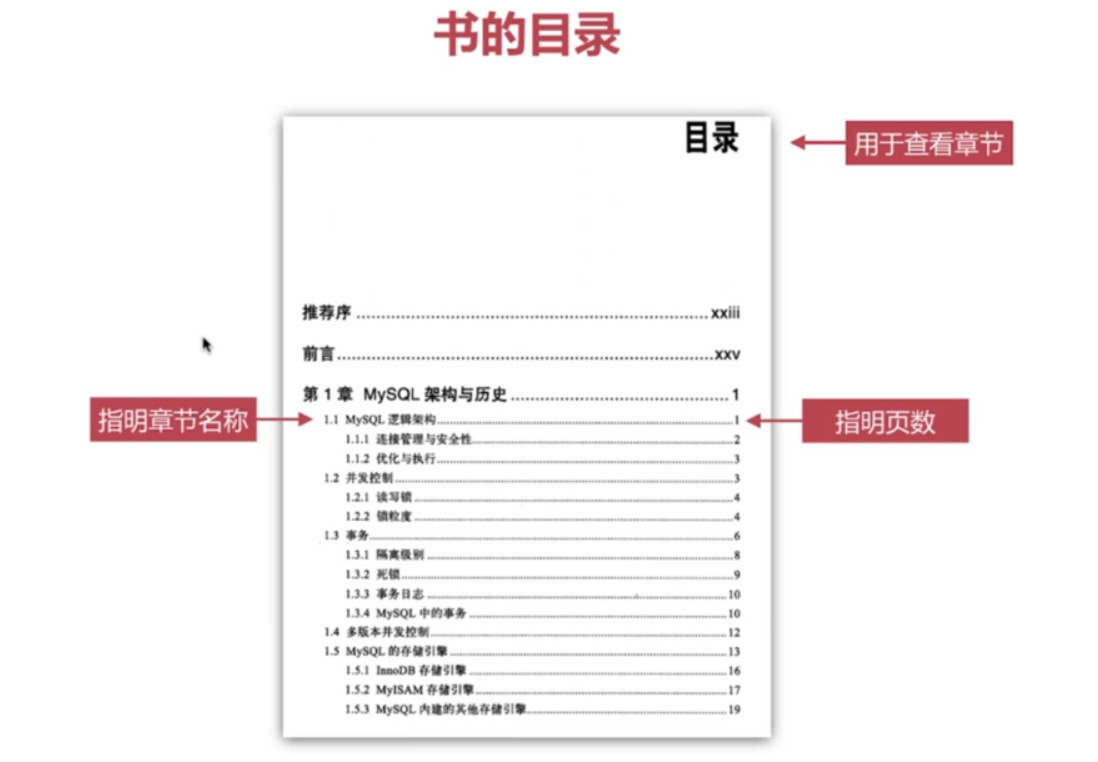 书的目录
目录
用于查看章节
推荐序 ........ xxiii
前言 ........ xxv
第 1 章 MySQL 架构与历史 ........ 1
指明章节名称
1.1 MySQL 逻辑架构 ........ 1
指明页数
1.1.1 连接管理与安全性 ........ 2
1.1.2 优化与执行 ........ 3
1.2 并发控制 ........ 3
1.2.1 读写锁 ........ 4
1.2.2 锁粒度 ........ 4
1.3 事务 ........ 6
1.3.1 隔离级别 ........ 8
1.3.2 死锁 ........ 9
1.3.3 事务日志 ........ 10
1.3.4 MySQL 中的事务 ........ 10
1.4 多版本并发控制 ........ 12
1.5 MySQL 的存储引擎 ........ 13
1.5.1 InnoDB 存储引擎 ........ 16
1.5.2 MyISAM 存储引擎 ........ 17
1.5.3 MySQL 内建的其他存储引擎 ........ 19